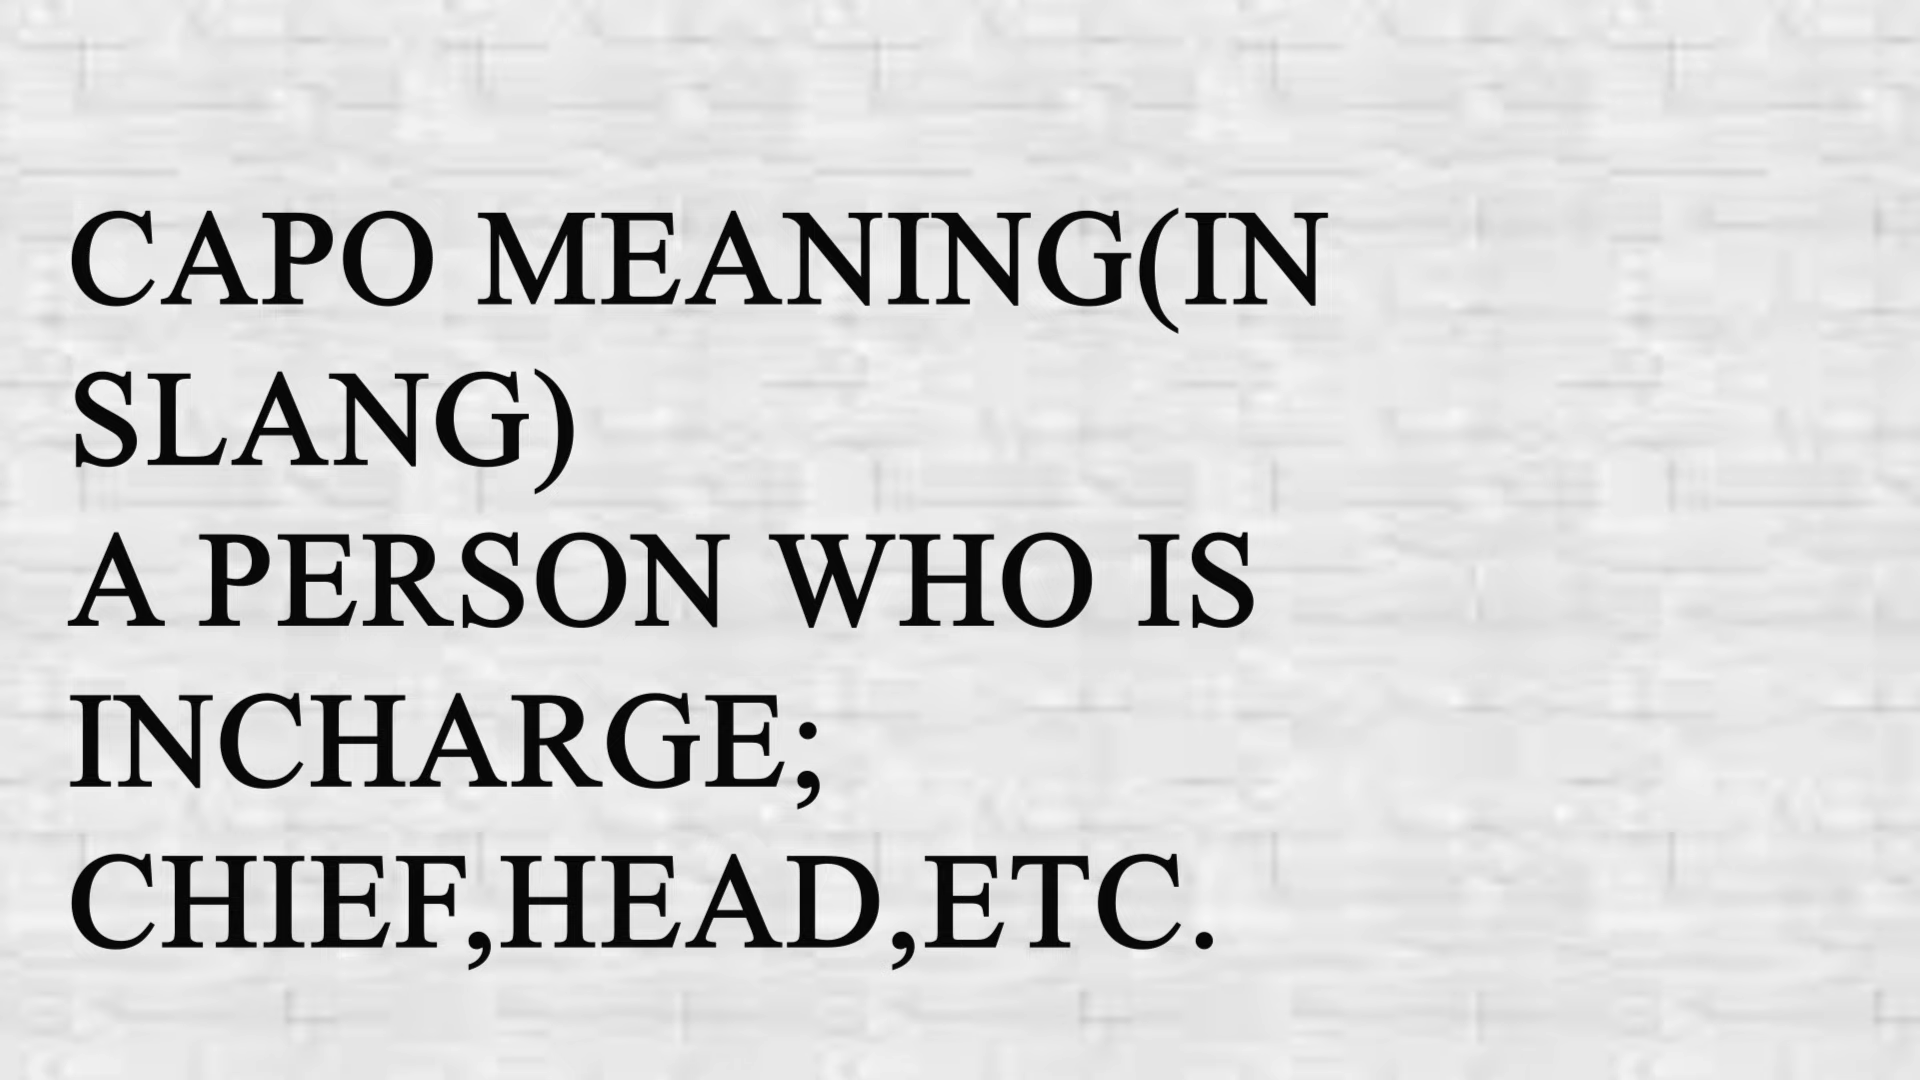 CAPO MEANING(IN
SLANG)
A PERSON WHO IS
INCHARGE;
CHIEF,HEAD,ETC.